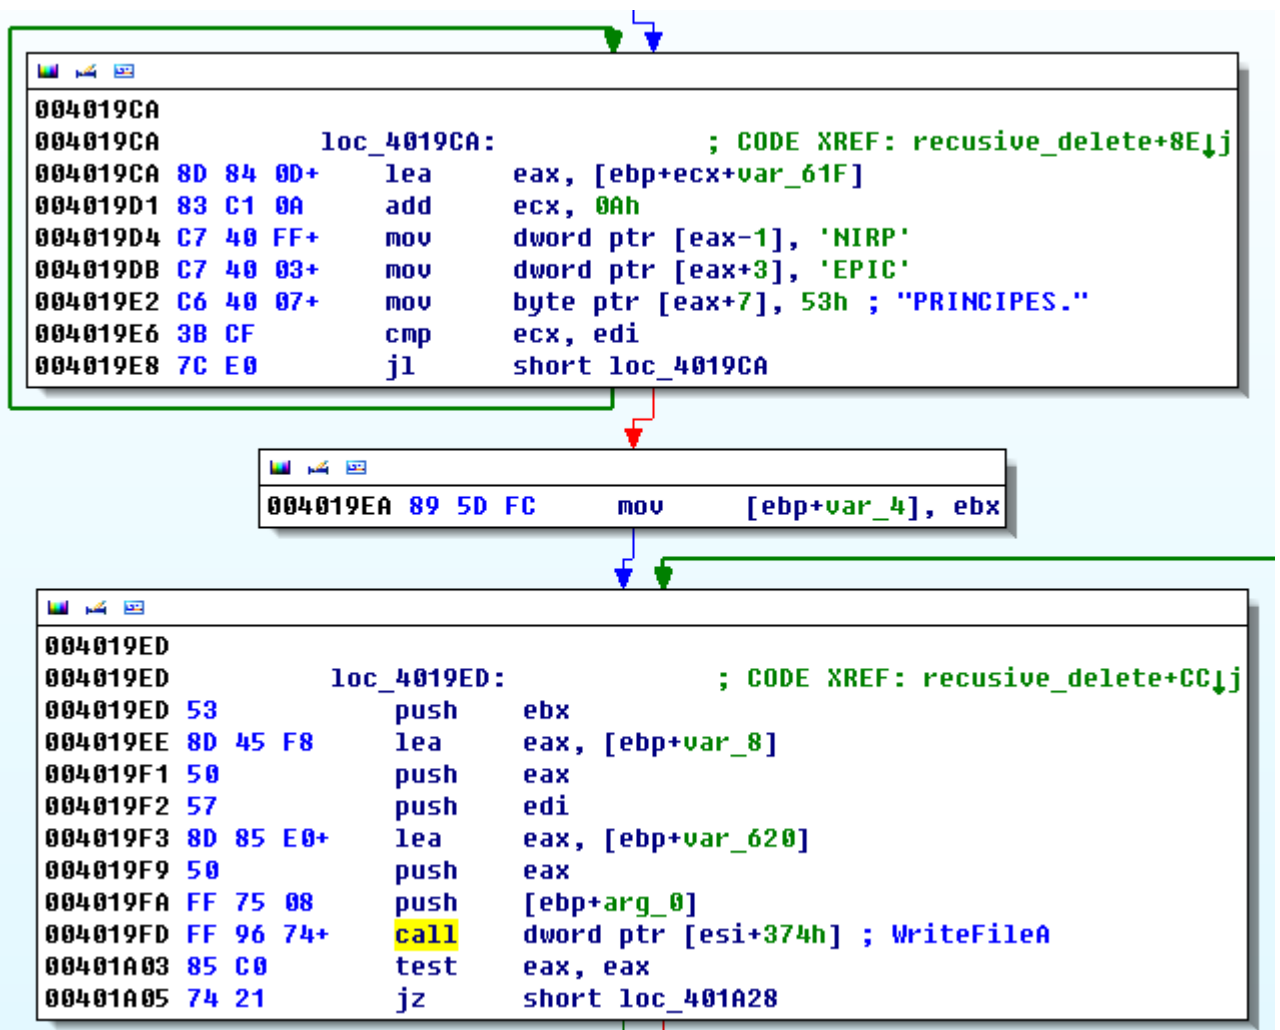 004019CA
004019CA loc_4019CA: ; CODE XREF: recusive_delete+8E↓j
004019CA 8D 84 0D+ lea eax, [ebp+ecx+var_61F]
004019D1 83 C1 0A add ecx, 0Ah
004019D4 C7 40 FF+ mov dword ptr [eax-1], 'NIRP'
004019DB C7 40 03+ mov dword ptr [eax+3], 'EPIC'
004019E2 C6 40 07+ mov byte ptr [eax+7], 53h ; "PRINCIPES."
004019E6 3B CF cmp ecx, edi
004019E8 7C E0 jl short loc_4019CA
004019EA 89 5D FC mov [ebp+var_4], ebx
004019ED
004019ED loc_4019ED: ; CODE XREF: recusive_delete+CC↓j
004019ED 53 push ebx
004019EE 8D 45 F8 lea eax, [ebp+var_8]
004019F1 50 push eax
004019F2 57 push edi
004019F3 8D 85 E0+ lea eax, [ebp+var_620]
004019F9 50 push eax
004019FA FF 75 08 push [ebp+arg_0]
004019FD FF 96 74+ call dword ptr [esi+374h] ; WriteFileA
00401A03 85 C0 test eax, eax
00401A05 74 21 jz short loc_401A28